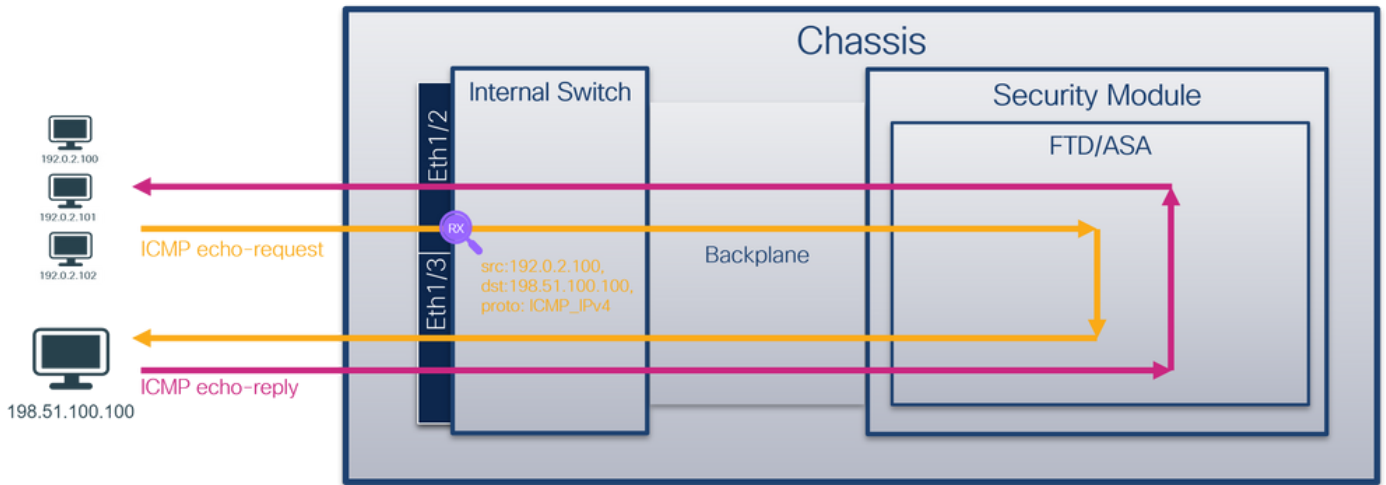 Chassis
Internal Switch
Security Module
FTD/ASA
Eth1/2
Eth1/3
192.0.2.100
192.0.2.101
192.0.2.102
ICMP echo-request
RX
src:192.0.2.100,
dst:198.51.100.100,
proto: ICMP_IPv4
Backplane
ICMP echo-reply
198.51.100.100